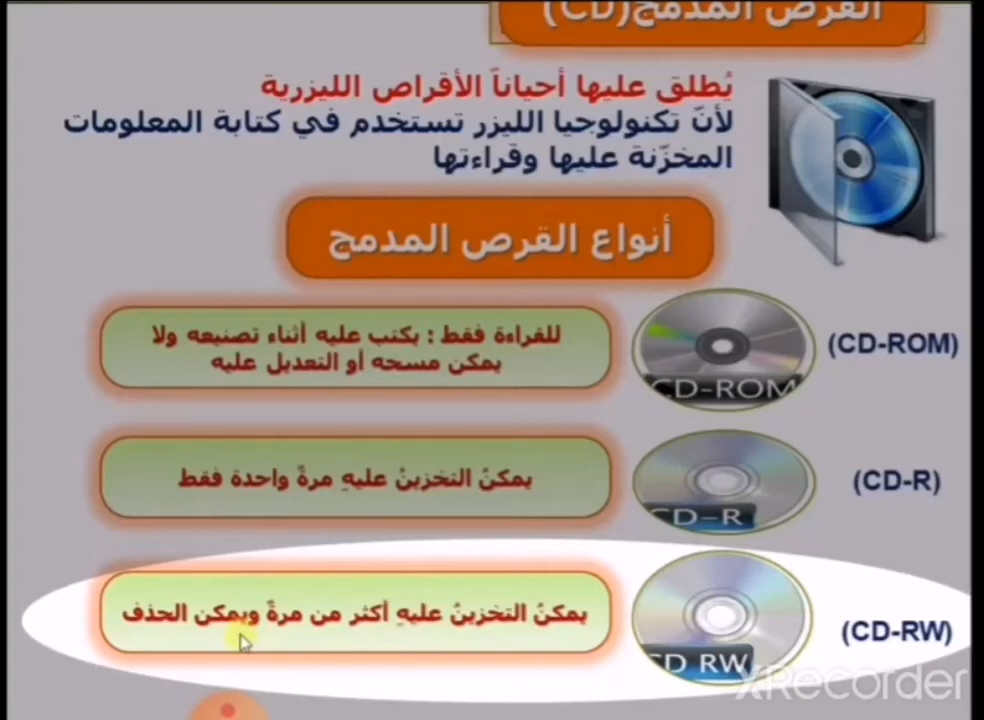 القرص المدمج(CD)
يُطلق عليها أحياناً الأقراص الليزرية
لأنّ تكنولوجيا الليزر تستخدم في كتابة المعلومات
المخزّنة عليها وقراءتها
أنواع القرص المدمج
(CD-ROM)
CD-ROM
للقراءة فقط : يكتب عليه أثناء تصنيعه ولا
يمكن مسحه أو التعديل عليه
(CD-R)
CD-R
يمكنُ التخزينُ عليهِ مرةً واحدة فقط
(CD-RW)
CD RW
يمكنُ التخزينُ عليهِ أكثر من مرةً ويمكن الحذف
XRecorder